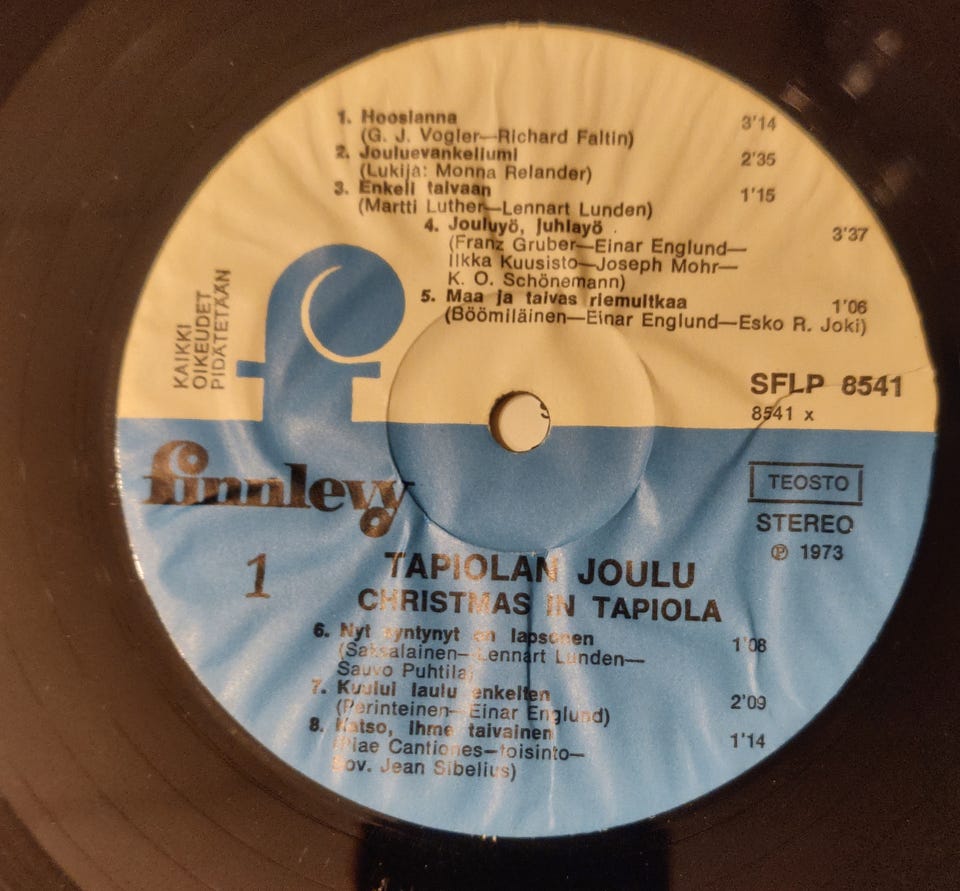 1. Hoosianna 3'14
(G. J. Vogler—Richard Faltin)
2. Jouluevankeliumi 2'35
(Lukija: Monna Relander)
3. Enkeli taivaan 1'15
(Martti Luther—Lennart Lunden)
4. Jouluyö, juhlayö 3'37
(Franz Gruber—Einar Englund—
Ilkka Kuusisto—Joseph Mohr—
K. O. Schönemann)
5. Maa ja taivas riemuitkaa 1'06
(Böömiläinen—Einar Englund—Esko R. Joki)
KAIKKI
OIKEUDET
PIDÄTETÄÄN
f
SFLP 8541
8541 x
finnlevy
TEOSTO
STEREO
℗ 1973
1
TAPIOLAN JOULU
CHRISTMAS IN TAPIOLA
6. Nyt syntynyt on lapsonen 1'08
(Saksalainen—Lennart Lunden—
Sauvo Puhtila)
7. Kuului laulu enkelten 2'09
(Perinteinen—Einar Englund)
8. Katso, ihme taivainen 1'14
(Piae Cantiones—toisinto—
sov. Jean Sibelius)